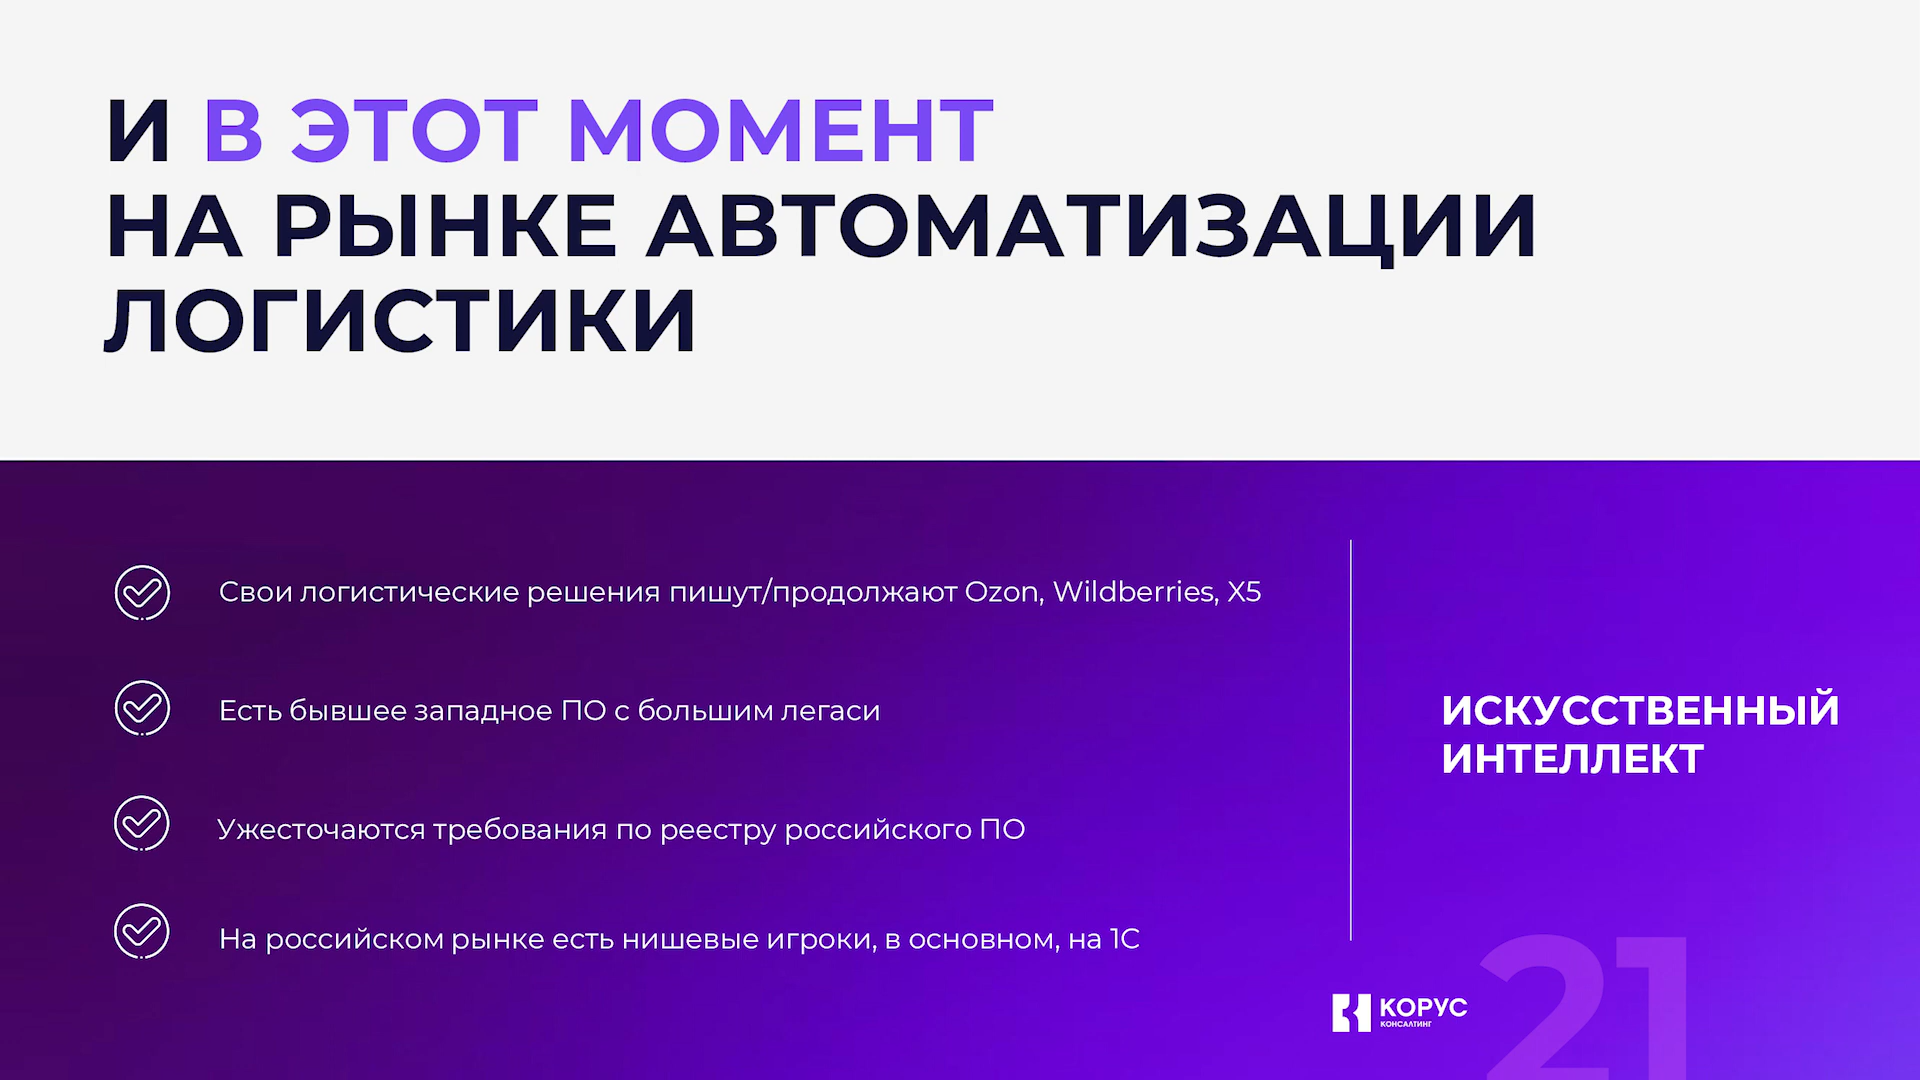 И В ЭТОТ МОМЕНТ
НА РЫНКЕ АВТОМАТИЗАЦИИ
ЛОГИСТИКИ
Свои логистические решения пишут/продолжают Ozon, Wildberries, X5
Есть бывшее западное ПО с большим легаси
Ужесточаются требования по реестру российского ПО
На российском рынке есть нишевые игроки, в основном, на 1С
ИСКУССТВЕННЫЙ
ИНТЕЛЛЕКТ
КОРУС
КОНСАЛТИНГ
21